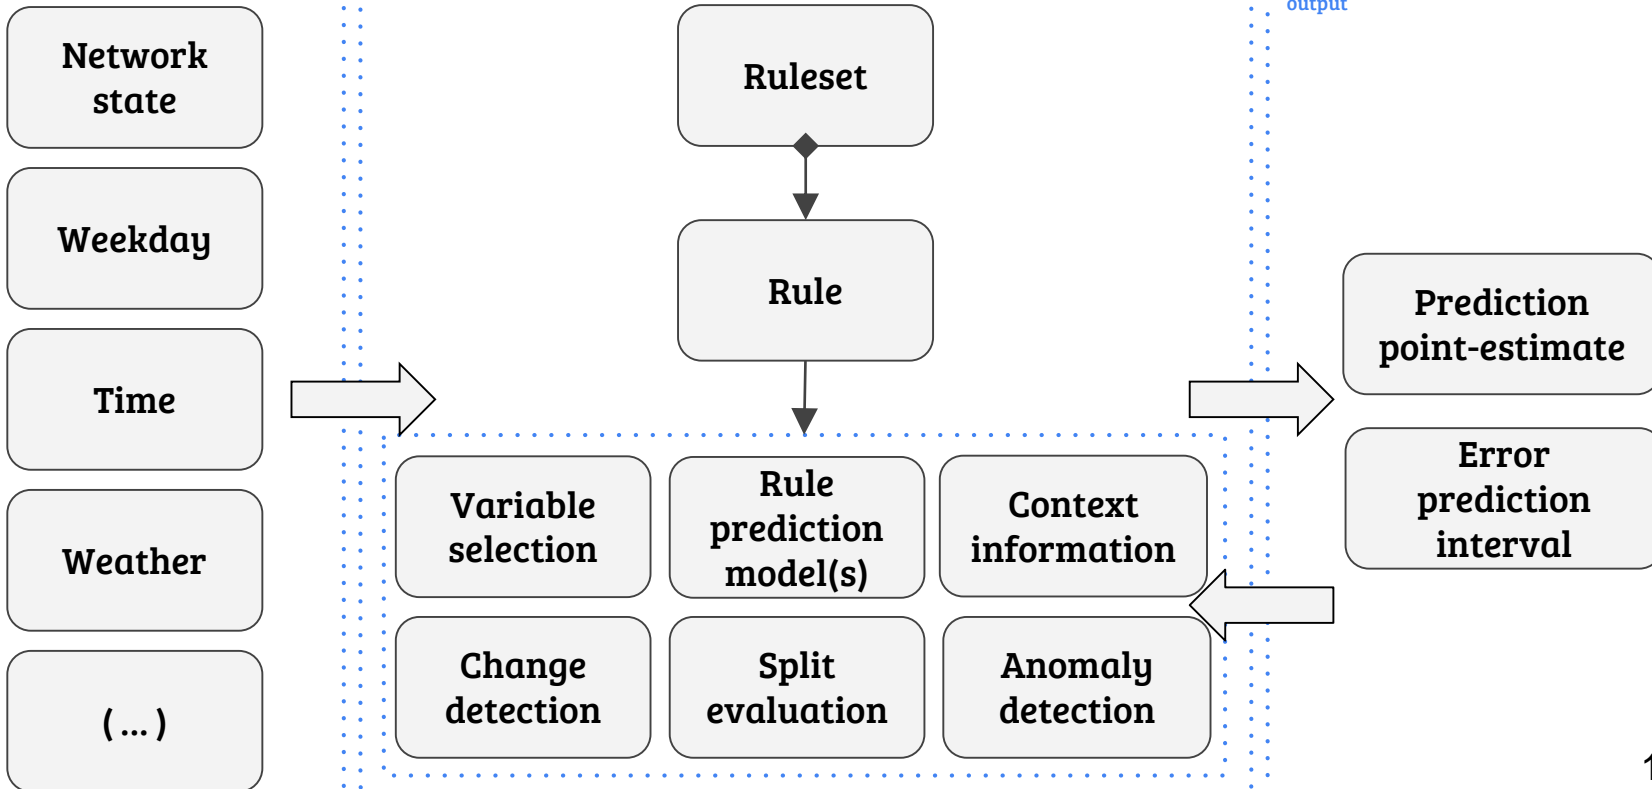 output
Network
state
Weekday
Time
Weather
(...)
Ruleset
Rule
Variable
selection
Rule
prediction
model(s)
Context
information
Change
detection
Split
evaluation
Anomaly
detection
Prediction
point-estimate
Error
prediction
interval
1